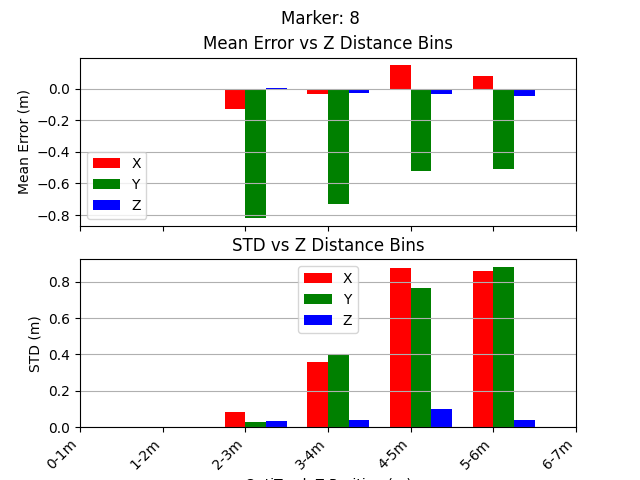 Marker: 8
Mean Error vs Z Distance Bins
Mean Error (m)
0.0
−0.2
−0.4
−0.6
−0.8
X
Y
Z
STD vs Z Distance Bins
STD (m)
0.8
0.6
0.4
0.2
0.0
X
Y
Z
0-1m
1-2m
2-3m
3-4m
4-5m
5-6m
6-7m